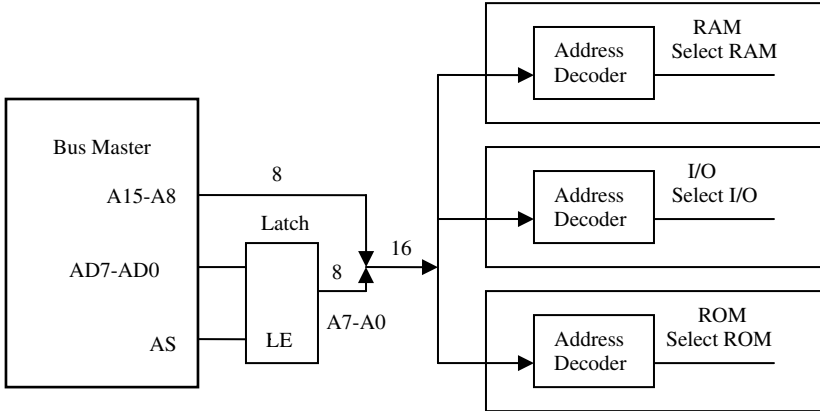 RAM
Select RAM
Address
Decoder
Bus Master
A15-A8
8
Latch
AD7-AD0
16
8
A7-A0
AS
LE
I/O
Select I/O
Address
Decoder
ROM
Select ROM
Address
Decoder